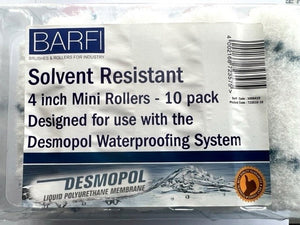 BARFI
BRUSHES & ROLLERS FOR INDUSTRY
Solvent Resistant
4 inch Mini Rollers - 10 pack
Designed for use with the
Desmopol Waterproofing System
DESMOPOL
LIQUID POLYURETHANE MEMBRANE